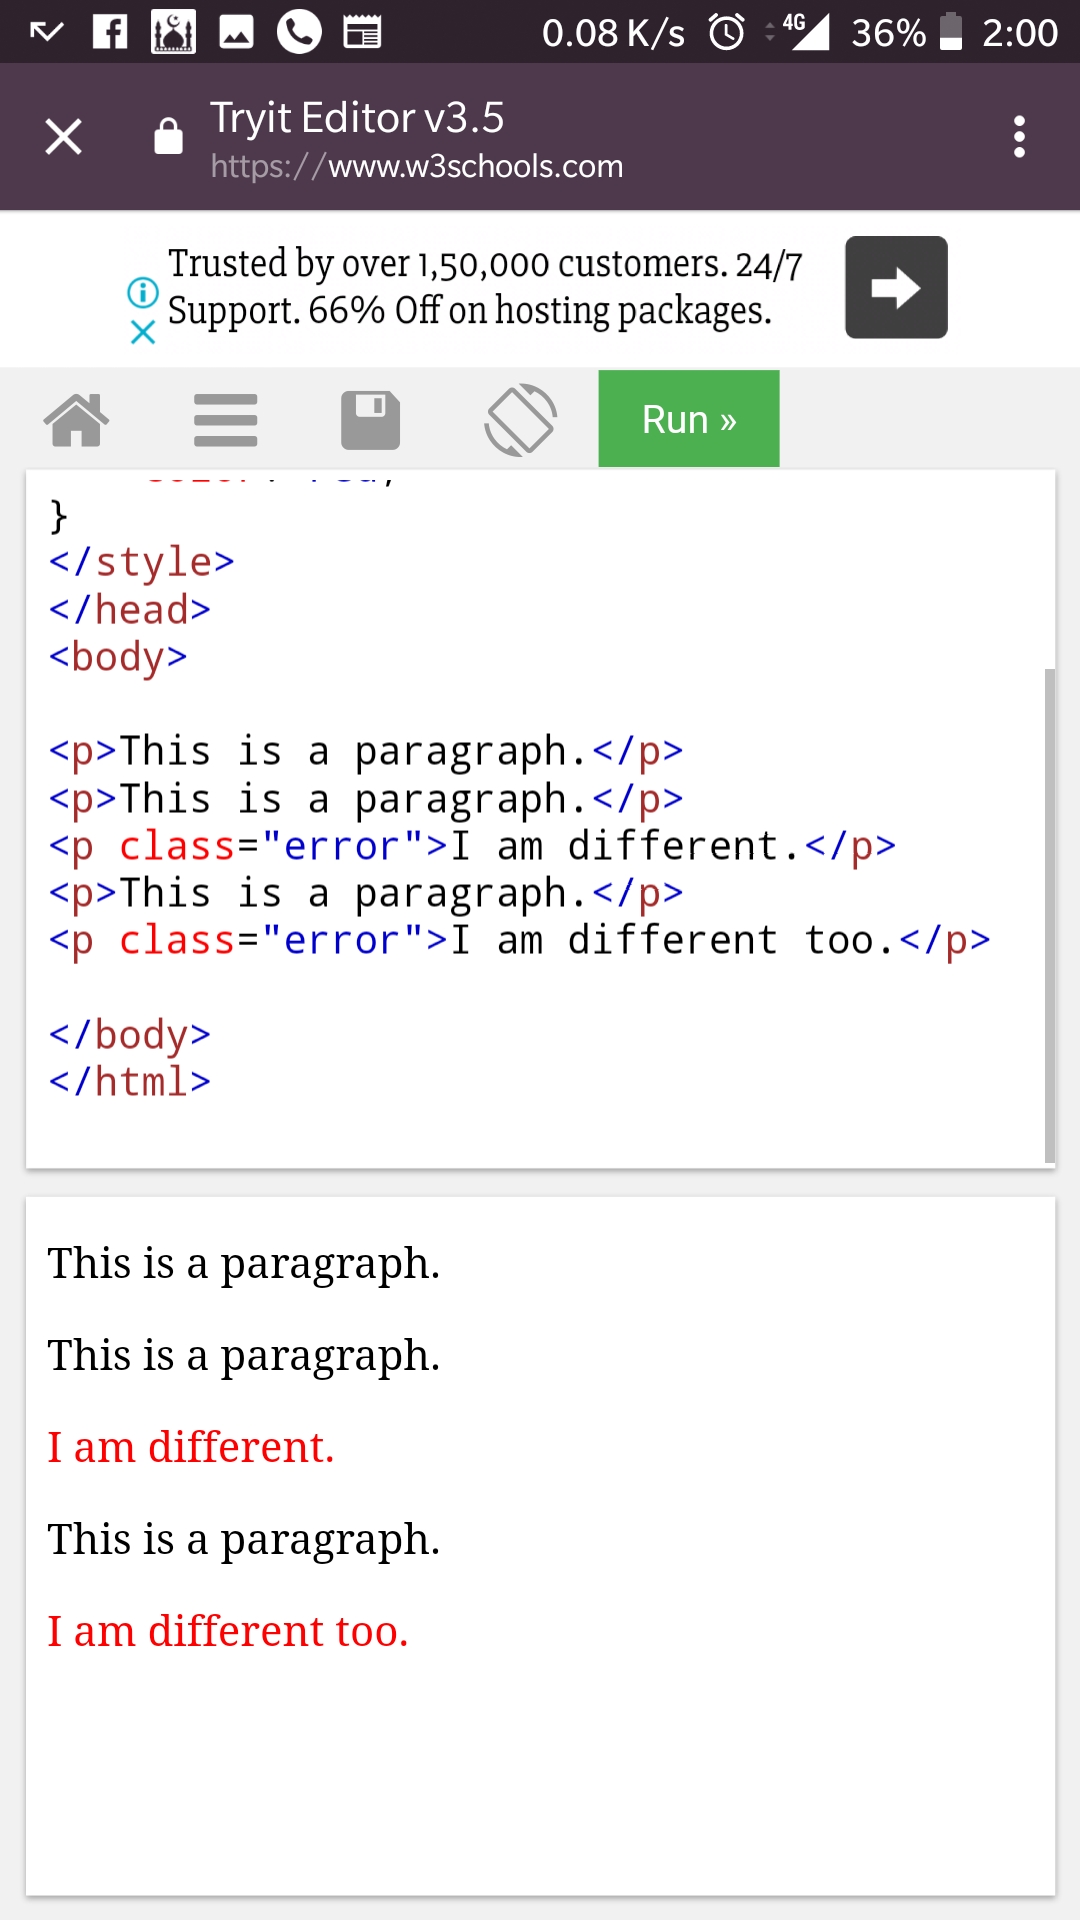 0.08 K/s 4G 36% 2:00
Tryit Editor v3.5
https://www.w3schools.com
Trusted by over 1,50,000 customers. 24/7
Support. 66% Off on hosting packages.
Run »
}
</style>
</head>
<body>
<p>This is a paragraph.</p>
<p>This is a paragraph.</p>
<p class="error">I am different.</p>
<p>This is a paragraph.</p>
<p class="error">I am different too.</p>
</body>
</html>
This is a paragraph.
This is a paragraph.
I am different.
This is a paragraph.
I am different too.